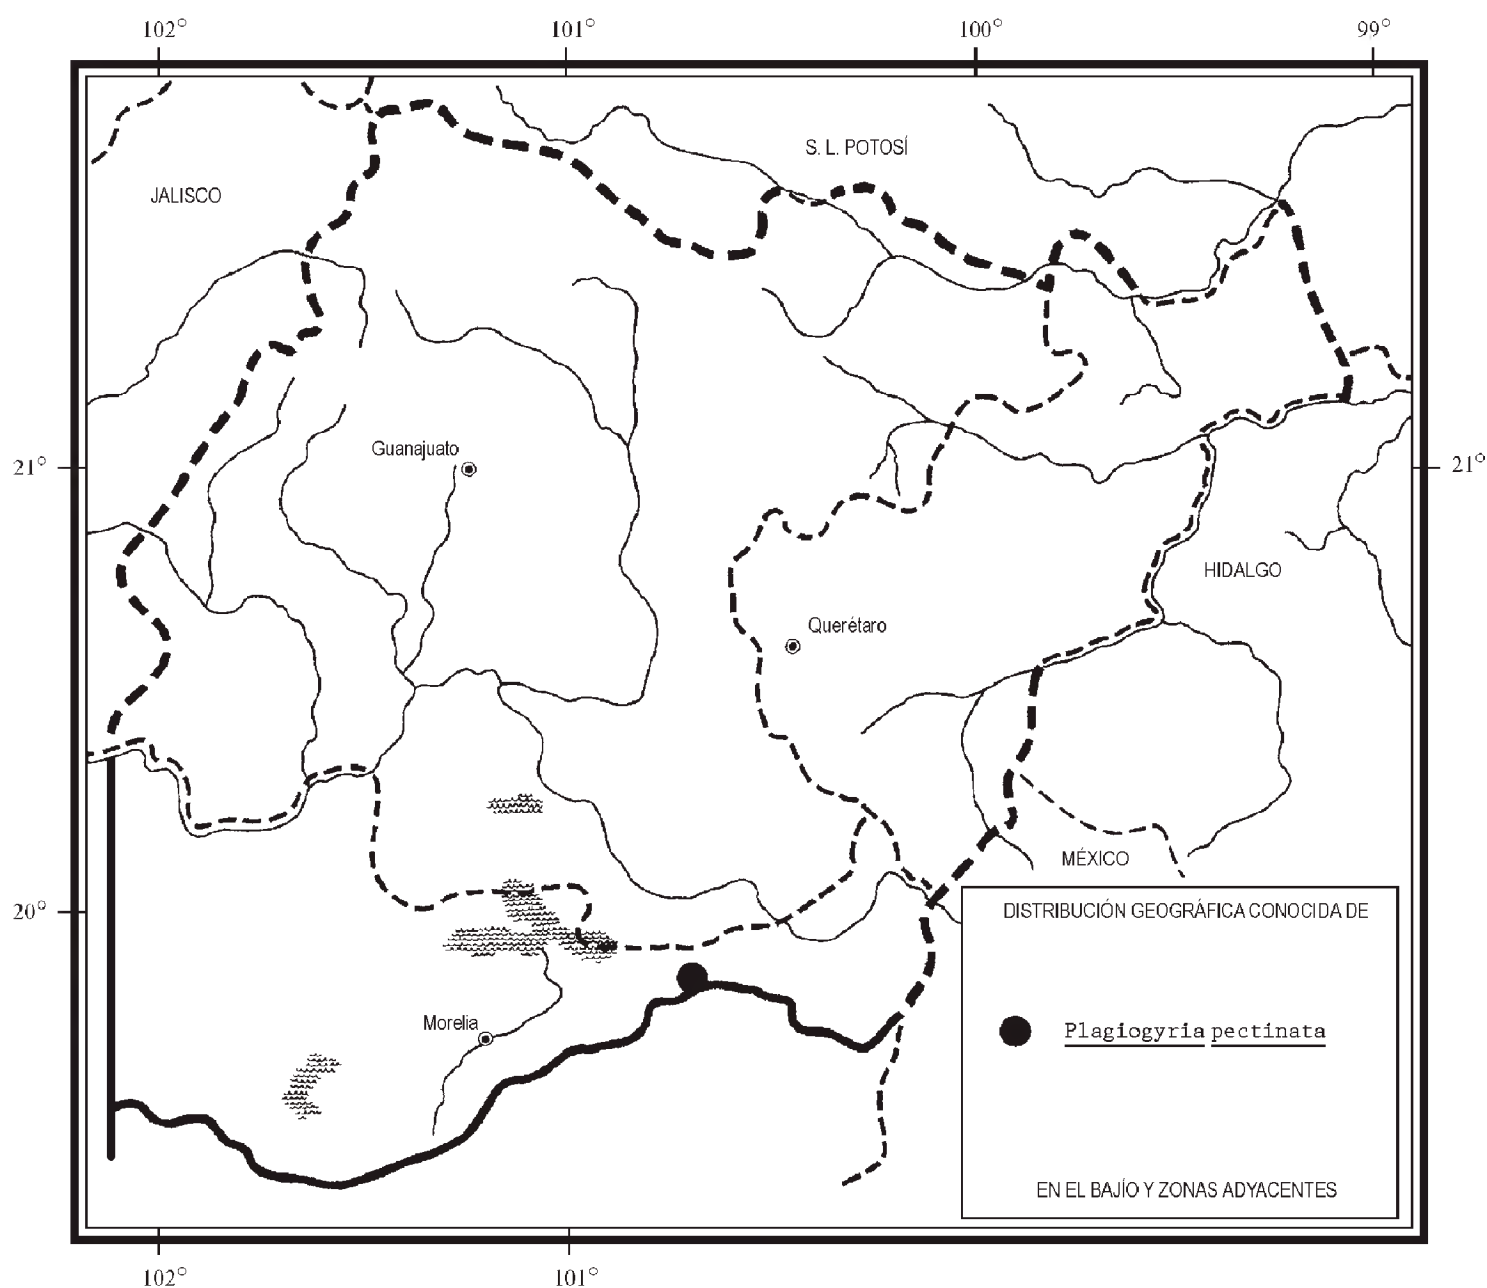 102° 101° 100° 99°
S. L. POTOSÍ
JALISCO
Guanajuato
21° 21°
HIDALGO
Querétaro
MÉXICO
20°
DISTRIBUCIÓN GEOGRÁFICA CONOCIDA DE
Morelia
Plagiogyria pectinata
EN EL BAJÍO Y ZONAS ADYACENTES
102° 101°